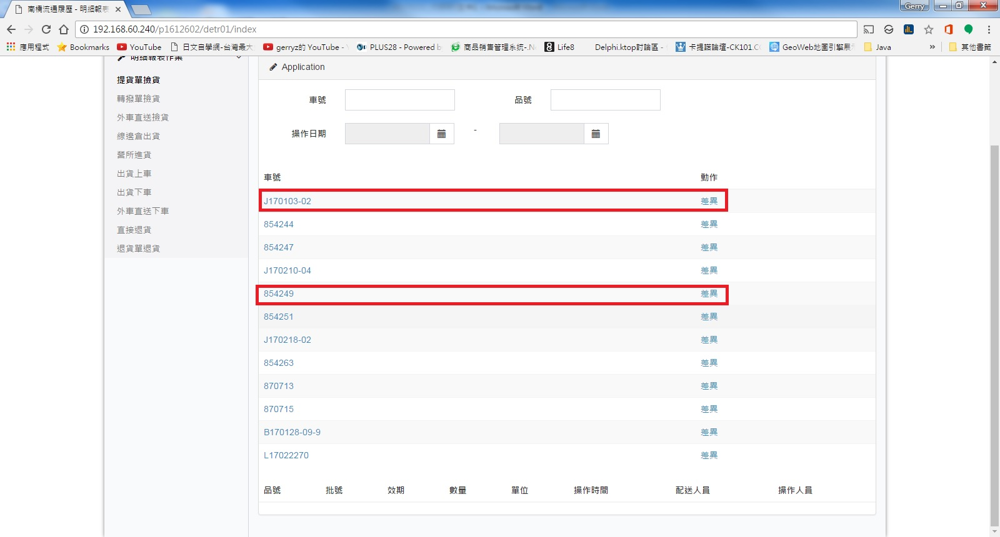 南橋流通履歷 - 明細報表
Gerry
192.168.60.240/p1612602/detr01/index
應用程式 Bookmarks YouTube 日文自學網-台灣最大 gerryz的 YouTube - PLUS28 - Powered b 商品銷售管理系統-.N Life8 Delphi.ktop討論區 - 卡提諾論壇-CK101.C GeoWeb地圖引擎展示 Java » 其他書籤
明細報表作業
提貨單撿貨
轉撥單撿貨
外車直送撿貨
線邊倉出貨
營所進貨
出貨上車
出貨下車
外車直送下車
直接退貨
退貨單退貨
Application
車號 品號
操作日期 -
車號 動作
J170103-02 差異
854244 差異
854247 差異
J170210-04 差異
854249 差異
854251 差異
J170218-02 差異
854263 差異
870713 差異
870715 差異
B170128-09-9 差異
L17022270 差異
品號 批號 效期 數量 單位 操作時間 配送人員 操作人員